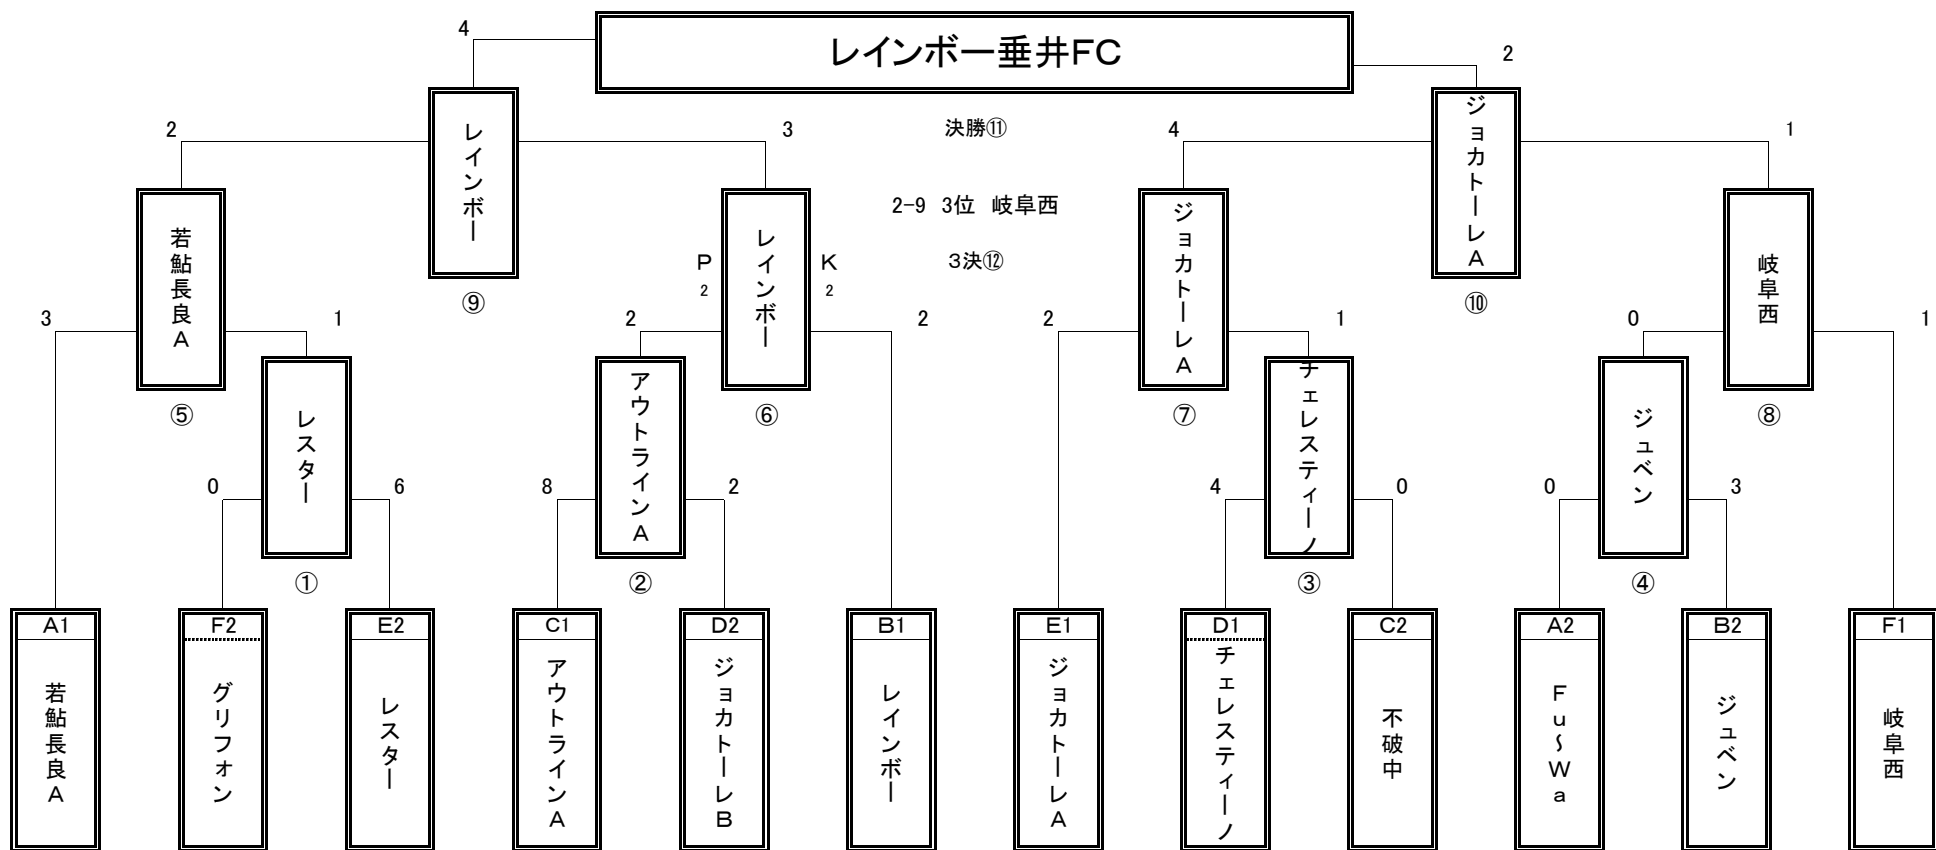 4
レインボー垂井FC
2
レインボー
ジョカトーレA
2
3
決勝⑪
4
1
若鮎長良A
レインボー
2-9 3位 岐阜西
ジョカトーレA
岐阜西
P
2
K
2
3決⑫
⑨
⑩
3
1
2
2
2
1
0
1
レスター
アウトラインA
チェレスティーノ
ジュベン
⑤
⑥
⑦
⑧
0
6
8
2
4
0
0
3
①
②
③
④
A1
F2
E2
C1
D2
B1
E1
D1
C2
A2
B2
F1
若鮎長良A
グリフォン
レスター
アウトラインA
ジョカトーレB
レインボー
ジョカトーレA
チェレスティーノ
不破中
Fu~Wa
ジュベン
岐阜西